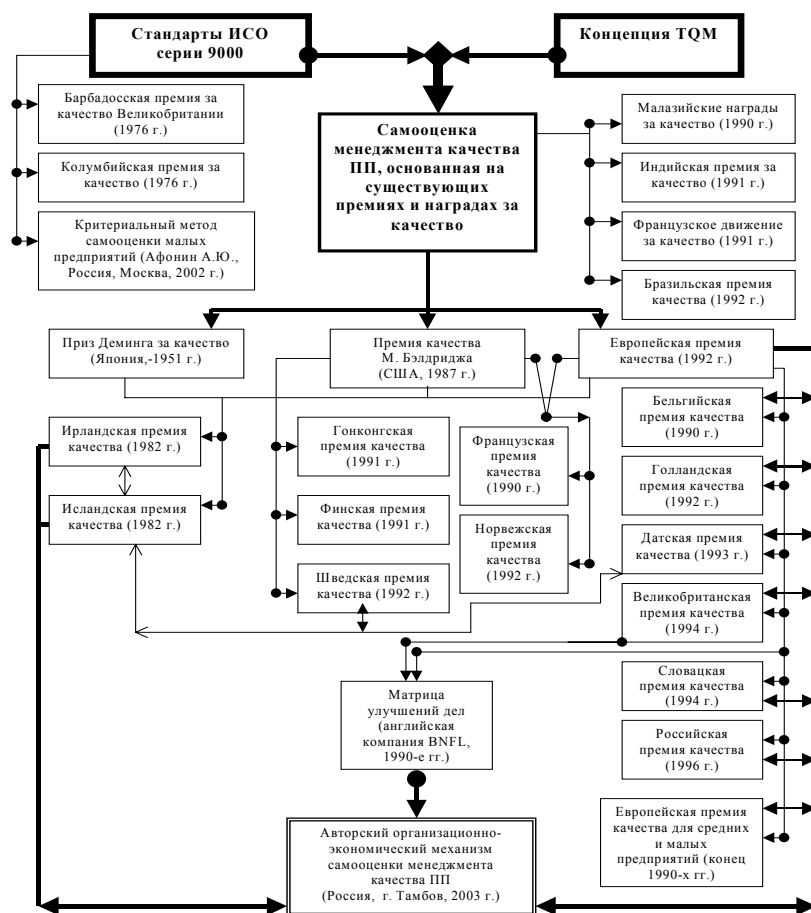 Стандарты ИСО
серии 9000
Концепция TQM
Барбадосская премия за
качество Великобритании
(1976 г.)
Колумбийская премия за
качество (1976 г.)
Критериальный метод
самооценки малых
предприятий (Афонин А.Ю.,
Россия, Москва, 2002 г.)
Самооценка
менеджмента качества
ПП, основанная на
существующих
премиях и наградах за
качество
Малазийские награды
за качество (1990 г.)
Индийская премия за
качество (1991 г.)
Французское движение
за качество (1991 г.)
Бразильская премия
качества (1992 г.)
Приз Деминга за качество
(Япония,-1951 г.)
Премия качества
М. Бэлдриджа
(США, 1987 г.)
Европейская премия
качества (1992 г.)
Ирландская премия
качества (1982 г.)
Исландская премия
качества (1982 г.)
Гонконгская
премия качества
(1991 г.)
Финская премия
качества (1991 г.)
Шведская премия
качества (1992 г.)
Французская
премия
качества
(1990 г.)
Норвежская
премия
качества
(1992 г.)
Бельгийская
премия качества
(1990 г.)
Голландская
премия качества
(1992 г.)
Датская премия
качества (1993 г.)
Великобританская
премия качества
(1994 г.)
Словацкая
премия качества
(1994 г.)
Российская
премия качества
(1996 г.)
Европейская премия
качества для средних
и малых
предприятий (конец
1990-х гг.)
Матрица
улучшений дел
(английская
компания BNFL,
1990-е гг.)
Авторский организационно-
экономический механизм
самооценки менеджмента
качества ПП
(Россия, г. Тамбов, 2003 г.)